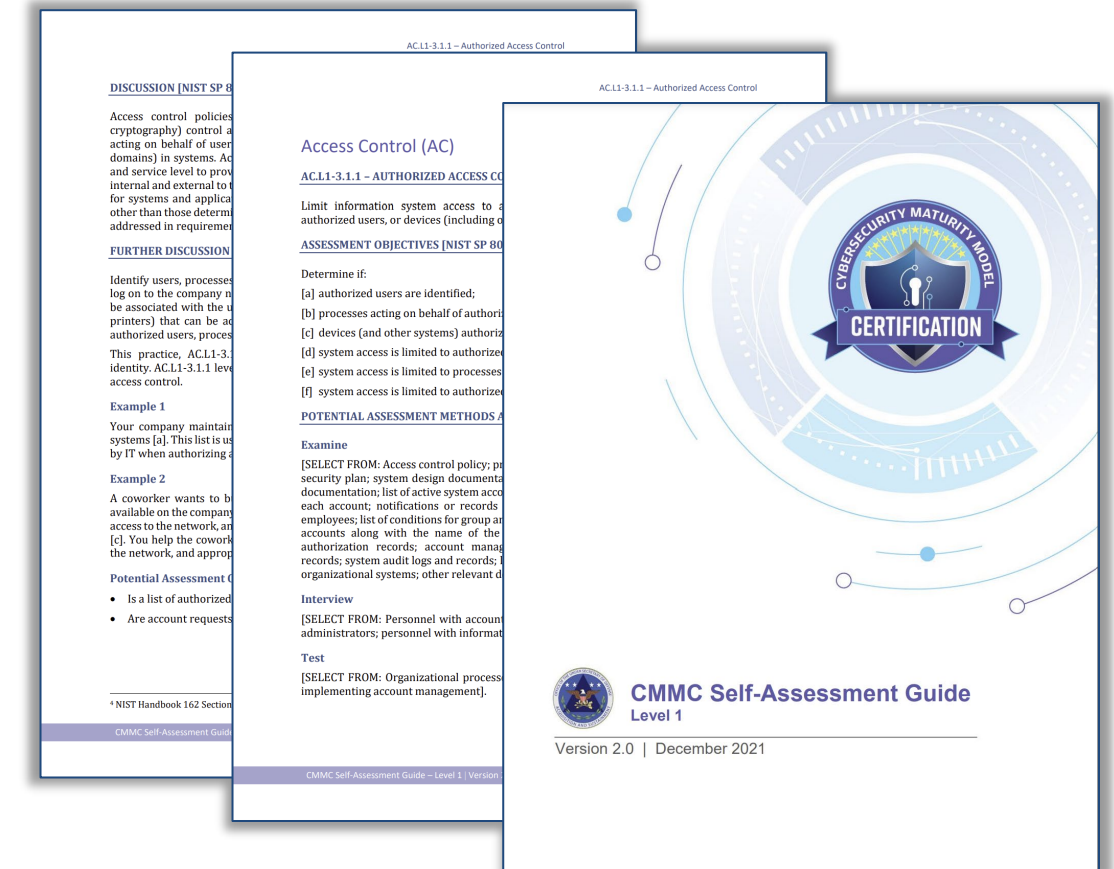 AC.L1-3.1.1 – Authorized Access Control
DISCUSSION [NIST SP 8
Access control policies
cryptography) control a
acting on behalf of user
domains) in systems. Ac
and service level to prov
internal and external to t
for systems and applica
other than those determi
addressed in requiremen
FURTHER DISCUSSION
Identify users, processes
log on to the company n
be associated with the u
printers) that can be ac
authorized users, proces
This practice, AC.L1-3.1
identity. AC.L1-3.1.1 leve
access control.
Example 1
Your company maintain
systems [a]. This list is us
by IT when authorizing a
Example 2
A coworker wants to b
available on the company
access to the network, an
[c]. You help the cowork
the network, and approp
Potential Assessment
Is a list of authorized
Are account requests
4 NIST Handbook 162 Section
CMMC Self-Assessment Guide
AC.L1-3.1.1 – Authorized Access Control
Access Control (AC)
AC.L1-3.1.1 – AUTHORIZED ACCESS CO
Limit information system access to a
authorized users, or devices (including o
ASSESSMENT OBJECTIVES [NIST SP 80
Determine if:
[a] authorized users are identified;
[b] processes acting on behalf of authori
[c] devices (and other systems) authoriz
[d] system access is limited to authorize
[e] system access is limited to processes
[f] system access is limited to authorize
POTENTIAL ASSESSMENT METHODS A
Examine
[SELECT FROM: Access control policy; pr
security plan; system design documenta
documentation; list of active system acco
each account; notifications or records
employees; list of conditions for group an
accounts along with the name of the
authorization records; account manag
records; system audit logs and records; l
organizational systems; other relevant d
Interview
[SELECT FROM: Personnel with account
administrators; personnel with informat
Test
[SELECT FROM: Organizational process
implementing account management].
CMMC Self-Assessment Guide – Level 1 | Version
CYBERSECURITY MATURITY MODEL
CERTIFICATION
CMMC Self-Assessment Guide
Level 1
Version 2.0 | December 2021